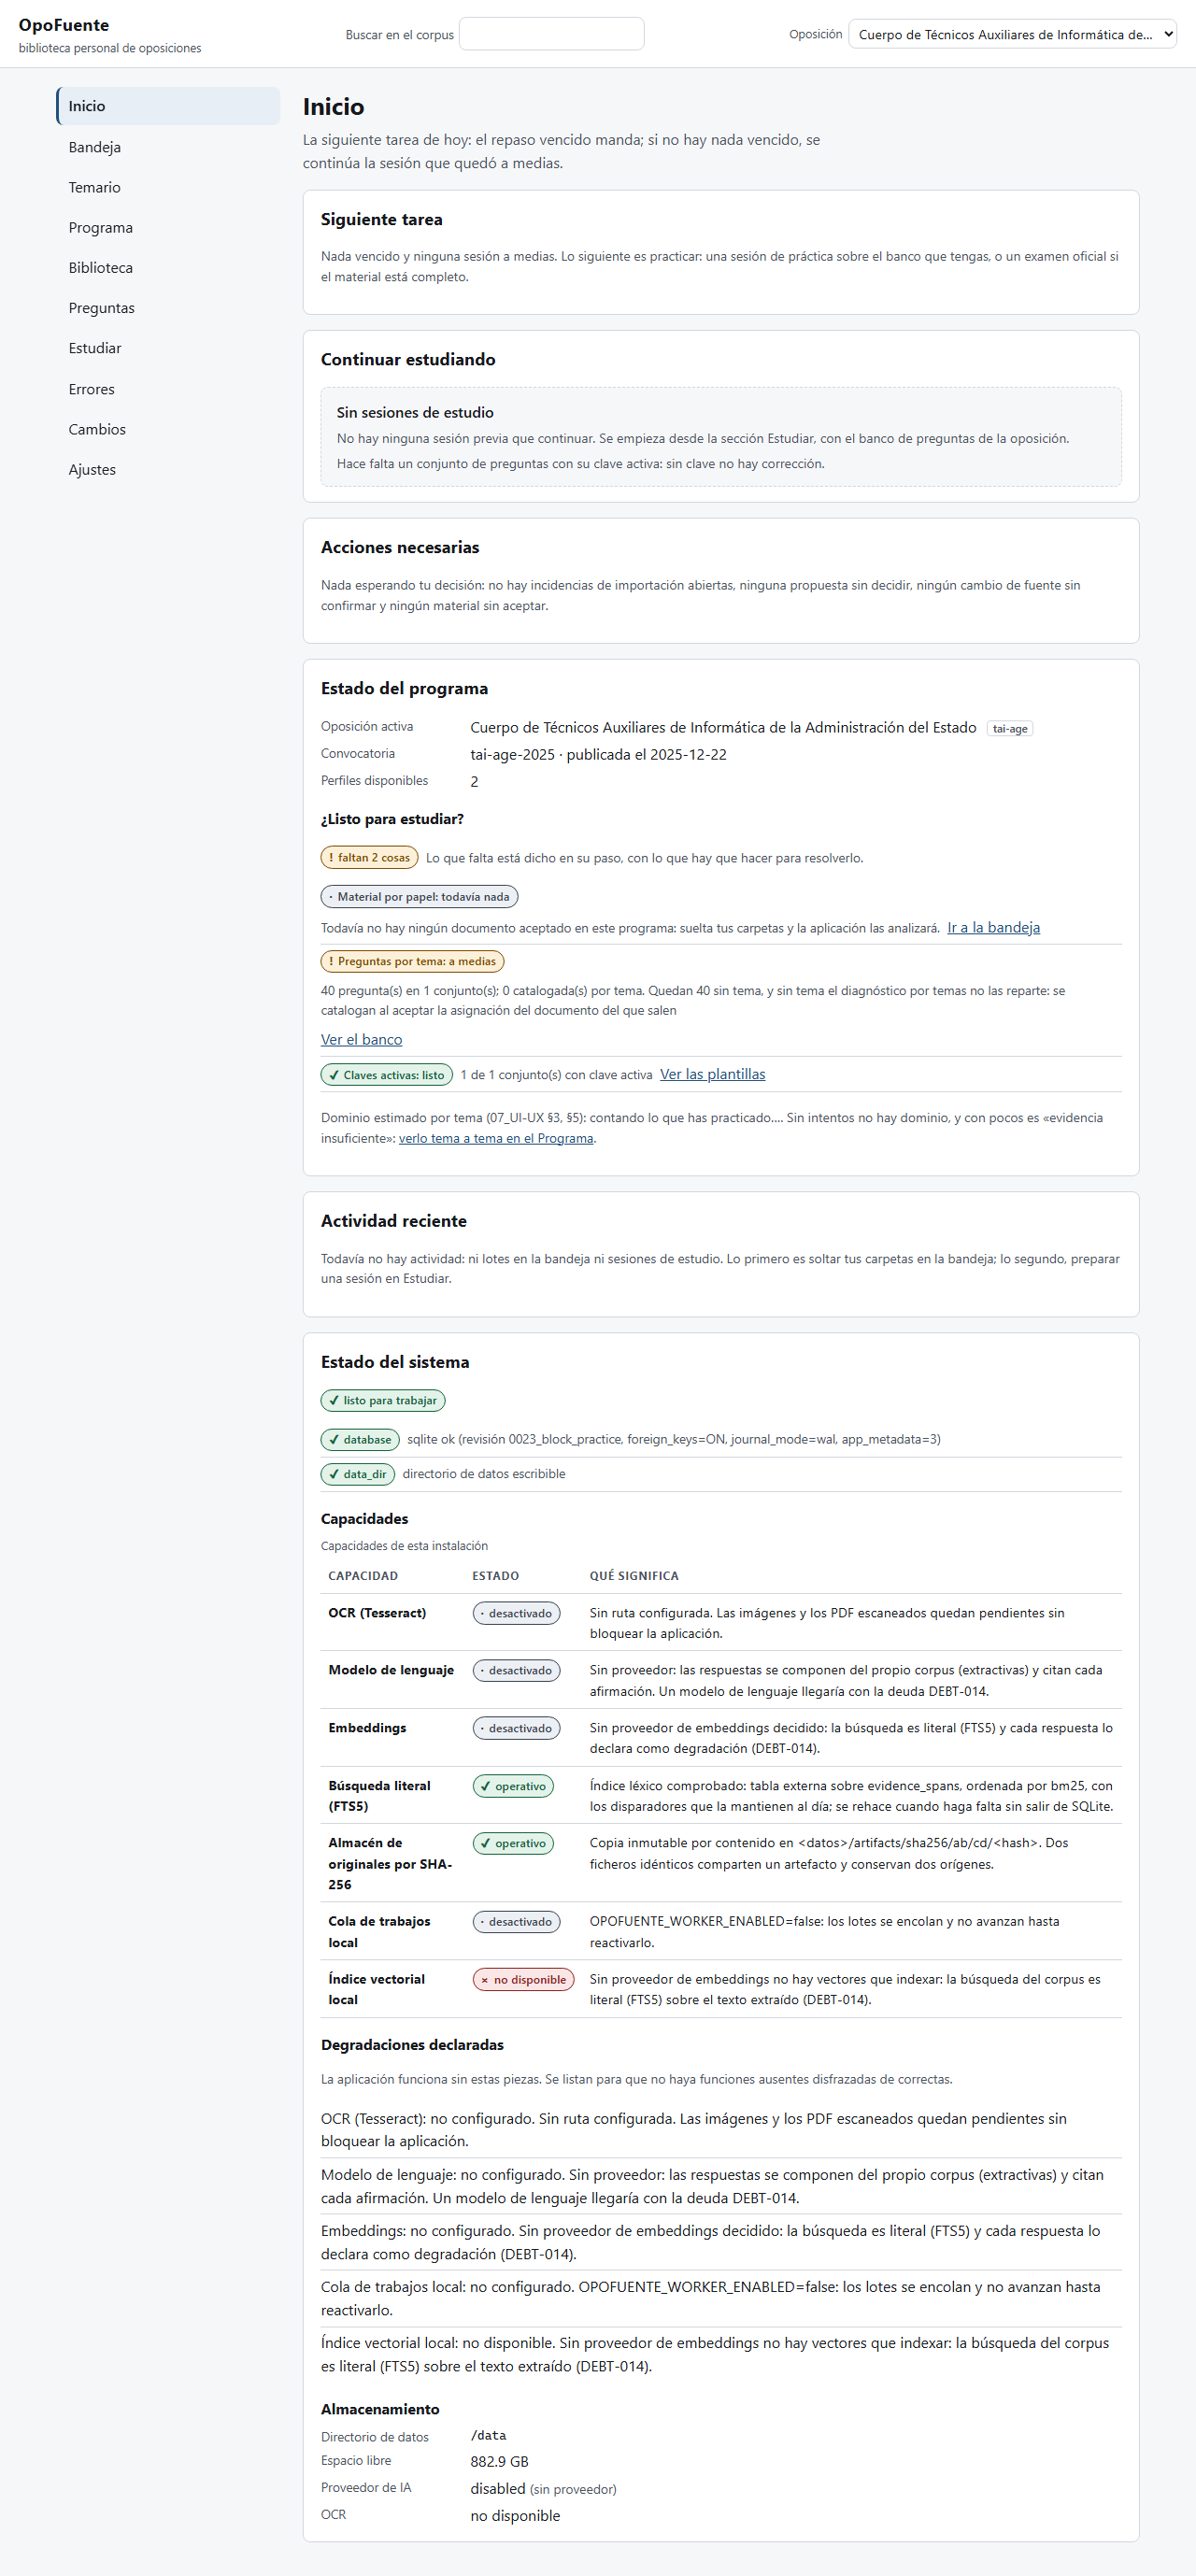 OpoFuente
biblioteca personal de oposiciones
Buscar en el corpus
Oposición
Cuerpo de Técnicos Auxiliares de Informática de...
Inicio
Bandeja
Temario
Programa
Biblioteca
Preguntas
Estudiar
Errores
Cambios
Ajustes
Inicio
La siguiente tarea de hoy: el repaso vencido manda; si no hay nada vencido, se
continúa la sesión que quedó a medias.
Siguiente tarea
Nada vencido y ninguna sesión a medias. Lo siguiente es practicar: una sesión de práctica sobre el banco que tengas, o un examen oficial si
el material está completo.
Continuar estudiando
Sin sesiones de estudio
No hay ninguna sesión previa que continuar. Se empieza desde la sección Estudiar, con el banco de preguntas de la oposición.
Hace falta un conjunto de preguntas con su clave activa: sin clave no hay corrección.
Acciones necesarias
Nada esperando tu decisión: no hay incidencias de importación abiertas, ninguna propuesta sin decidir, ningún cambio de fuente sin
confirmar y ningún material sin aceptar.
Estado del programa
Oposición activa Cuerpo de Técnicos Auxiliares de Informática de la Administración del Estado tai-age
Convocatoria tai-age-2025 · publicada el 2025-12-22
Perfiles disponibles 2
¿Listo para estudiar?
! faltan 2 cosas Lo que falta está dicho en su paso, con lo que hay que hacer para resolverlo.
· Material por papel: todavía nada
Todavía no hay ningún documento aceptado en este programa: suelta tus carpetas y la aplicación las analizará. Ir a la bandeja
! Preguntas por tema: a medias
40 pregunta(s) en 1 conjunto(s); 0 catalogada(s) por tema. Quedan 40 sin tema, y sin tema el diagnóstico por temas no las reparte: se
catalogan al aceptar la asignación del documento del que salen
Ver el banco
✓ Claves activas: listo 1 de 1 conjunto(s) con clave activa Ver las plantillas
Dominio estimado por tema (07_UI-UX §3, §5): contando lo que has practicado.... Sin intentos no hay dominio, y con pocos es «evidencia
insuficiente»: verlo tema a tema en el Programa.
Actividad reciente
Todavía no hay actividad: ni lotes en la bandeja ni sesiones de estudio. Lo primero es soltar tus carpetas en la bandeja; lo segundo, preparar
una sesión en Estudiar.
Estado del sistema
✓ listo para trabajar
✓ database sqlite ok (revisión 0023_block_practice, foreign_keys=ON, journal_mode=wal, app_metadata=3)
✓ data_dir directorio de datos escribible
Capacidades
Capacidades de esta instalación
CAPACIDAD ESTADO QUÉ SIGNIFICA
OCR (Tesseract) · desactivado Sin ruta configurada. Las imágenes y los PDF escaneados quedan pendientes sin
bloquear la aplicación.
Modelo de lenguaje · desactivado Sin proveedor: las respuestas se componen del propio corpus (extractivas) y citan cada
afirmación. Un modelo de lenguaje llegaría con la deuda DEBT-014.
Embeddings · desactivado Sin proveedor de embeddings decidido: la búsqueda es literal (FTS5) y cada respuesta lo
declara como degradación (DEBT-014).
Búsqueda literal ✓ operativo Índice léxico comprobado: tabla externa sobre evidence_spans, ordenada por bm25, con
(FTS5) los disparadores que la mantienen al día; se rehace cuando haga falta sin salir de SQLite.
Almacén de ✓ operativo Copia inmutable por contenido en <datos>/artifacts/sha256/ab/cd/<hash>. Dos
originales por SHA- ficheros idénticos comparten un artefacto y conservan dos orígenes.
256
Cola de trabajos · desactivado OPOFUENTE_WORKER_ENABLED=false: los lotes se encolan y no avanzan hasta
local reactivarlo.
Índice vectorial × no disponible Sin proveedor de embeddings no hay vectores que indexar: la búsqueda del corpus es
local literal (FTS5) sobre el texto extraído (DEBT-014).
Degradaciones declaradas
La aplicación funciona sin estas piezas. Se listan para que no haya funciones ausentes disfrazadas de correctas.
OCR (Tesseract): no configurado. Sin ruta configurada. Las imágenes y los PDF escaneados quedan pendientes sin
bloquear la aplicación.
Modelo de lenguaje: no configurado. Sin proveedor: las respuestas se componen del propio corpus (extractivas) y citan
cada afirmación. Un modelo de lenguaje llegaría con la deuda DEBT-014.
Embeddings: no configurado. Sin proveedor de embeddings decidido: la búsqueda es literal (FTS5) y cada respuesta lo
declara como degradación (DEBT-014).
Cola de trabajos local: no configurado. OPOFUENTE_WORKER_ENABLED=false: los lotes se encolan y no avanzan hasta
reactivarlo.
Índice vectorial local: no disponible. Sin proveedor de embeddings no hay vectores que indexar: la búsqueda del corpus
es literal (FTS5) sobre el texto extraído (DEBT-014).
Almacenamiento
Directorio de datos /data
Espacio libre 882.9 GB
Proveedor de IA disabled (sin proveedor)
OCR no disponible